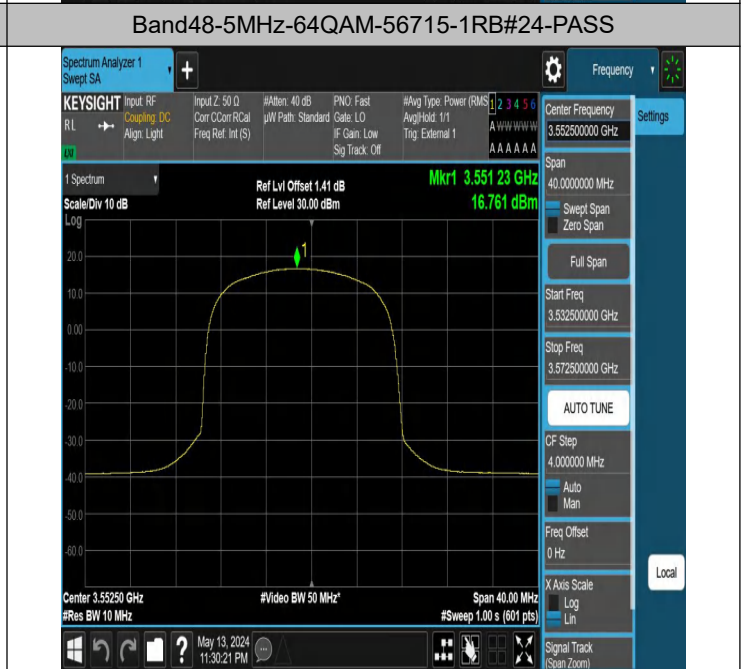 Band48-5MHz-64QAM-56715-1RB#24-PASS
Spectrum Analyzer 1
Swept SA
+
Frequency
KEYSIGHT
RL
Input: RF
Coupling: DC
Align: Light
Input Z: 50 Ω
Corr CCorr RCal
Freq Ref: Int (S)
#Atten: 40 dB
µW Path: Standard
PNO: Fast
Gate: LO
IF Gain: Low
Sig Track: Off
#Avg Type: Power (RMS
Avg|Hold: 1/1
Trig: External 1
1 2 3 4 5 6
A W W W W W
A A A A A A
Center Frequency
3.552500000 GHz
Settings
Span
40.0000000 MHz
Swept Span
Zero Span
Full Span
Start Freq
3.532500000 GHz
Stop Freq
3.572500000 GHz
AUTO TUNE
CF Step
4.000000 MHz
Auto
Man
Freq Offset
0 Hz
X Axis Scale
Log
Lin
Local
Signal Track
(Span Zoom)
1 Spectrum
Scale/Div 10 dB
Log
Ref Lvl Offset 1.41 dB
Ref Level 30.00 dBm
Mkr1 3.551 23 GHz
16.761 dBm
1
20.0
10.0
0.00
-10.0
-20.0
-30.0
-40.0
-50.0
-60.0
Center 3.55250 GHz
#Res BW 10 MHz
#Video BW 50 MHz*
Span 40.00 MHz
#Sweep 1.00 s (601 pts)
?
May 13, 2024
11:30:21 PM